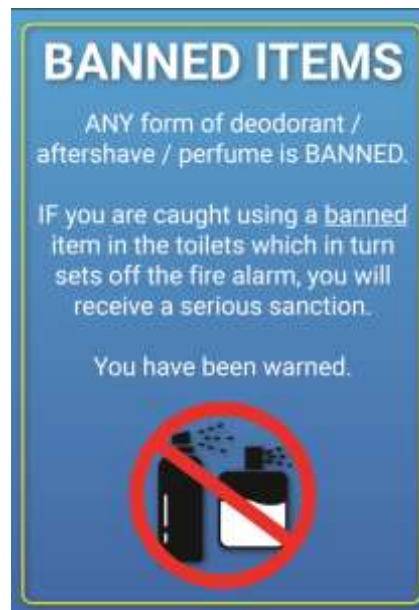 BANNED ITEMS
ANY form of deodorant /
aftershave / perfume is BANNED.
IF you are caught using a banned
item in the toilets which in turn
sets off the fire alarm, you will
receive a serious sanction.
You have been warned.